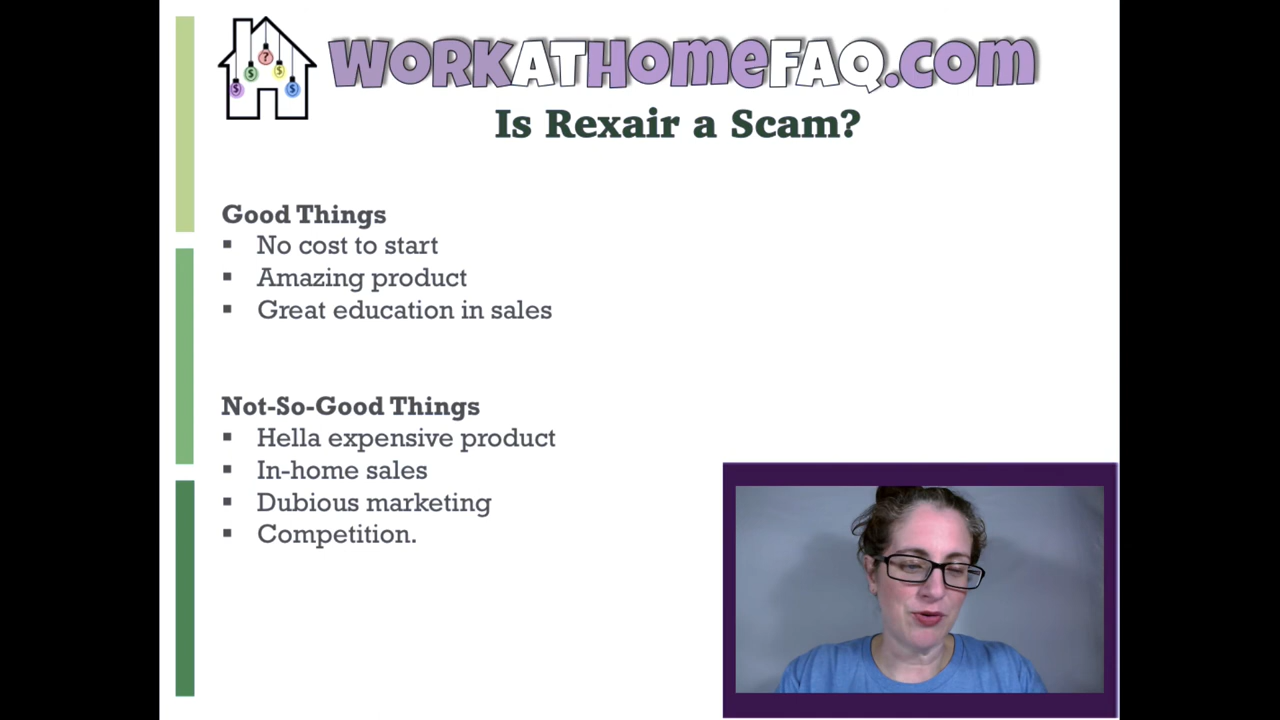 WORKATHOMEFAQ.COM
Is Rexair a Scam?
Good Things
▪ No cost to start
▪ Amazing product
▪ Great education in sales
Not-So-Good Things
▪ Hella expensive product
▪ In-home sales
▪ Dubious marketing
▪ Competition.